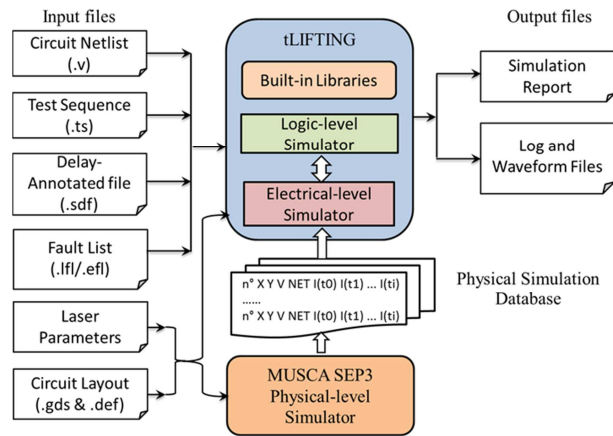 Input files
Circuit Netlist
(.v)
Test Sequence
(.ts)
Delay-
Annotated file
(.sdf)
Fault List
(.lfl/.efl)
Laser
Parameters
Circuit Layout
(.gds & .def)
tLIFTING
Built-in Libraries
Logic-level
Simulator
Electrical-level
Simulator
n° X Y V NET I(t0) I(t1) ... I(ti)
......
n° X Y V NET I(t0) I(t1) ... I(ti)
Physical Simulation
Database
MUSCA SEP3
Physical-level
Simulator
Output files
Simulation
Report
Log and
Waveform Files